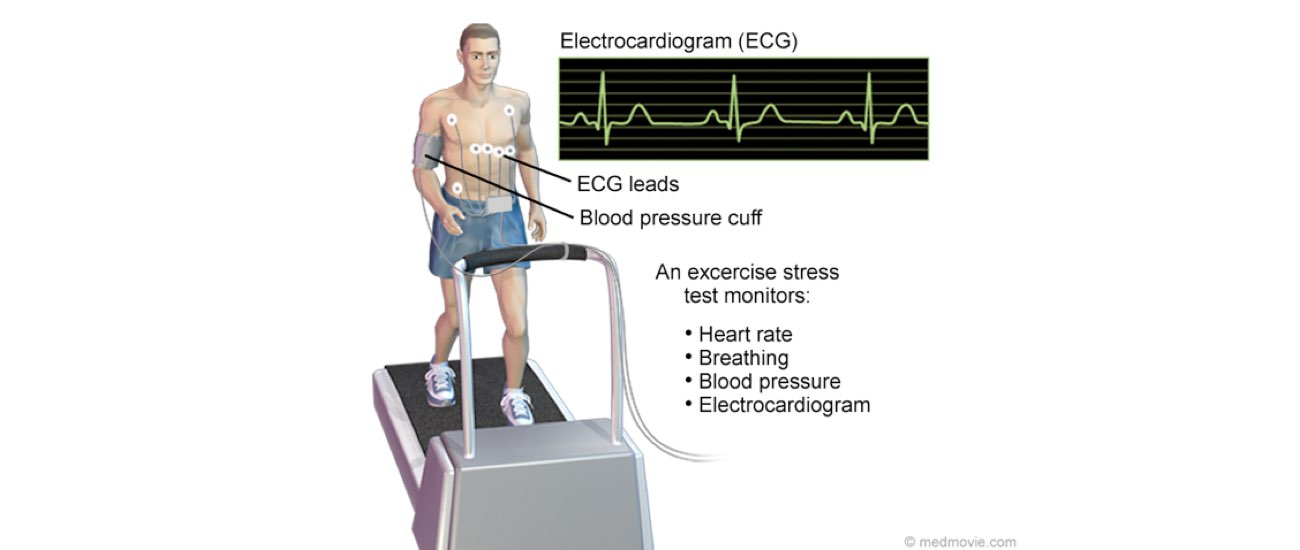 Electrocardiogram (ECG)
ECG leads
Blood pressure cuff
An excercise stress
test monitors:
• Heart rate
• Breathing
• Blood pressure
• Electrocardiogram
© medmovie.com